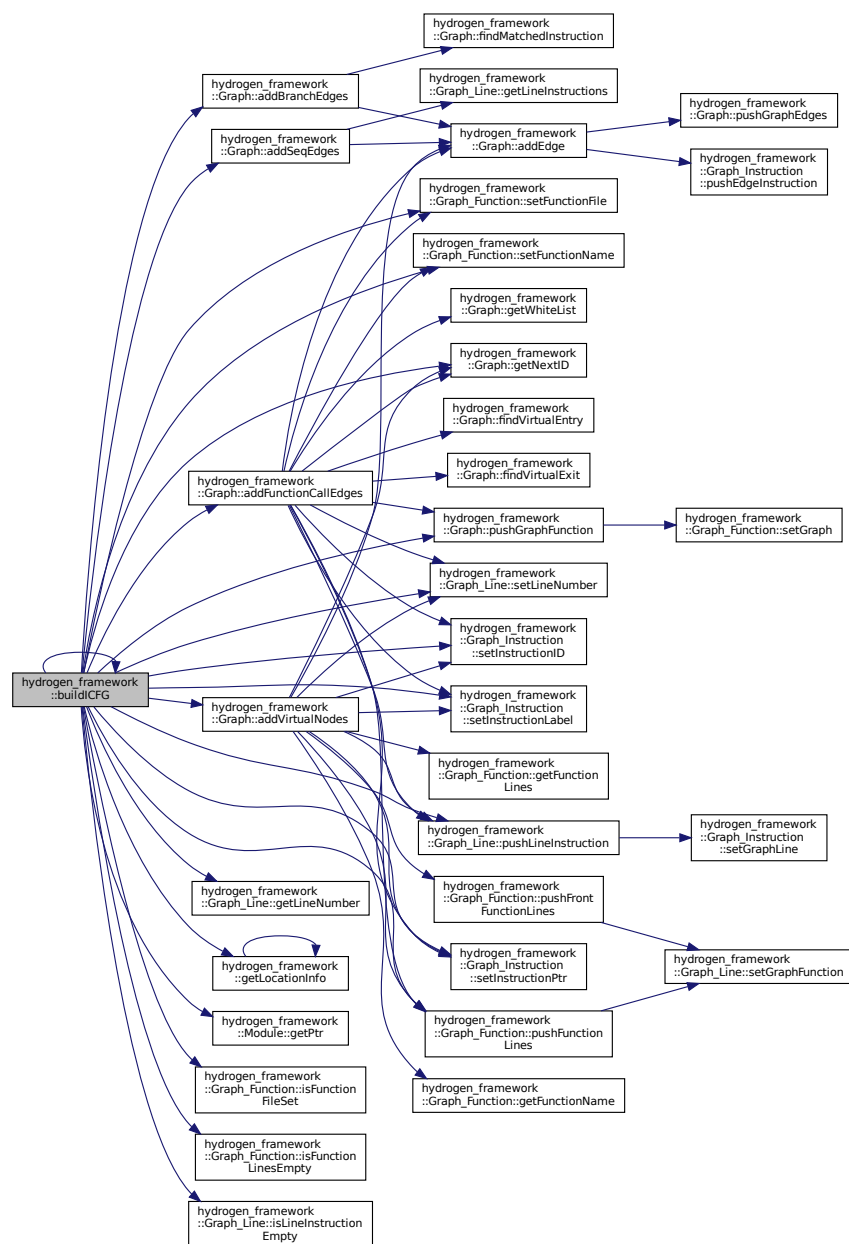 hydrogen_framework
::Graph::findMatchedInstruction
hydrogen_framework
::Graph::addBranchEdges
hydrogen_framework
::Graph_Line::getLineInstructions
hydrogen_framework
::Graph::pushGraphEdges
hydrogen_framework
::Graph::addSeqEdges
hydrogen_framework
::Graph::addEdge
hydrogen_framework
::Graph_Instruction
::pushEdgeInstruction
hydrogen_framework
::Graph_Function::setFunctionFile
hydrogen_framework
::Graph_Function::setFunctionName
hydrogen_framework
::Graph::getWhiteList
hydrogen_framework
::Graph::getNextID
hydrogen_framework
::Graph::findVirtualEntry
hydrogen_framework
::Graph::findVirtualExit
hydrogen_framework
::Graph::addFunctionCallEdges
hydrogen_framework
::Graph::pushGraphFunction
hydrogen_framework
::Graph_Function::setGraph
hydrogen_framework
::Graph_Line::setLineNumber
hydrogen_framework
::Graph_Instruction
::setInstructionID
hydrogen_framework
::buildICFG
hydrogen_framework
::Graph::addVirtualNodes
hydrogen_framework
::Graph_Instruction
::setInstructionLabel
hydrogen_framework
::Graph_Function::getFunction
Lines
hydrogen_framework
::Graph_Line::pushLineInstruction
hydrogen_framework
::Graph_Instruction
::setGraphLine
hydrogen_framework
::Graph_Line::getLineNumber
hydrogen_framework
::Graph_Function::pushFront
FunctionLines
hydrogen_framework
::getLocationInfo
hydrogen_framework
::Graph_Instruction
::setInstructionPtr
hydrogen_framework
::Graph_Line::setGraphFunction
hydrogen_framework
::Module::getPtr
hydrogen_framework
::Graph_Function::pushFunction
Lines
hydrogen_framework
::Graph_Function::isFunction
FileSet
hydrogen_framework
::Graph_Function::getFunctionName
hydrogen_framework
::Graph_Function::isFunction
LinesEmpty
hydrogen_framework
::Graph_Line::isLineInstruction
Empty